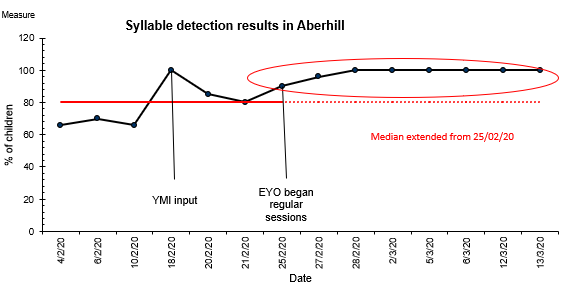 Measure
Syllable detection results in Aberhill
% of children
120
100
80
60
40
20
0
Median extended from 25/02/20
YMI input
EYO began
regular
sessions
4/2/20
6/2/20
10/2/20
18/2/20
20/2/20
21/2/20
25/2/20
27/2/20
28/2/20
2/3/20
5/3/20
6/3/20
12/3/20
13/3/20
Date